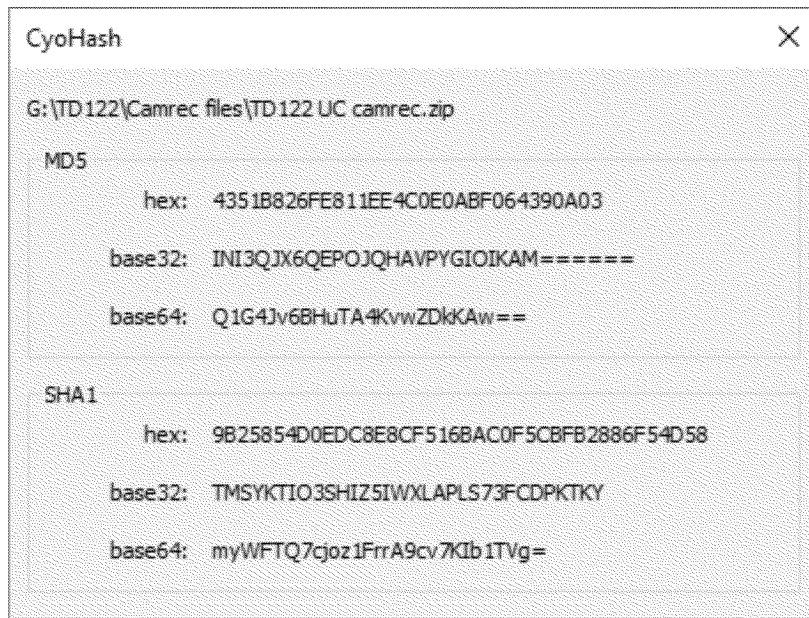 CyoHash
G:\TD122\Camrec files\TD122 UC camrec.zip
MD5
hex: 4351B826FE811EE4C0E0ABF064390A03
base32: INI3QJX6QEPOJQHAVPYGIOIKAM======
base64: Q1G4Jv6BHuTA4KvwZDkKAw==
SHA1
hex: 9B25854D0EDC8E8CF516BAC0F5CBFB2886F54D58
base32: TMSYKTIO3SHIZ5IWXLAPLS73FCDPKTKY
base64: myWFTQ7cjoz1FrrA9cv7KIb1TVg=